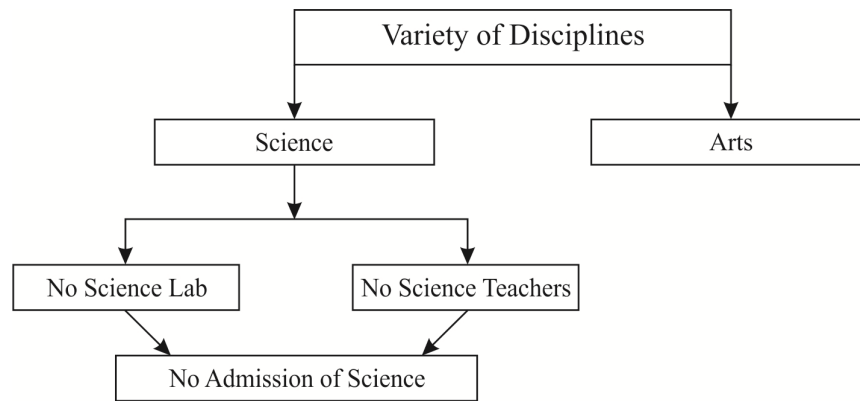 Variety of Disciplines
Science
Arts
No Science Lab
No Science Teachers
No Admission of Science